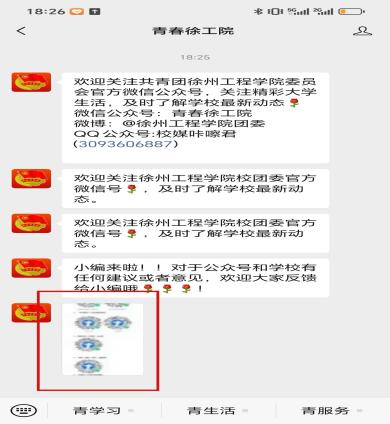 18:26
青春徐工院
18:25
欢迎关注共青团徐州工程学院委员
会官方微信公众号，关注精彩大学
生活，及时了解学校最新动态🌹
微信公众号：青春徐工院
微博：@徐州工程学院团委
QQ公众号:校媒咔嚓君
(3093606887)
欢迎关注徐州工程学院校团委官方
微信号🌹，及时了解学校最新动
态。
欢迎关注徐州工程学院校团委官方
微信号🌹，及时了解学校最新动
态。
小编来啦！！对于公众号和学校有
任何建议或者意见，欢迎大家反馈
给小编哦🌹🌹🌹！
青学习
青生活
青服务